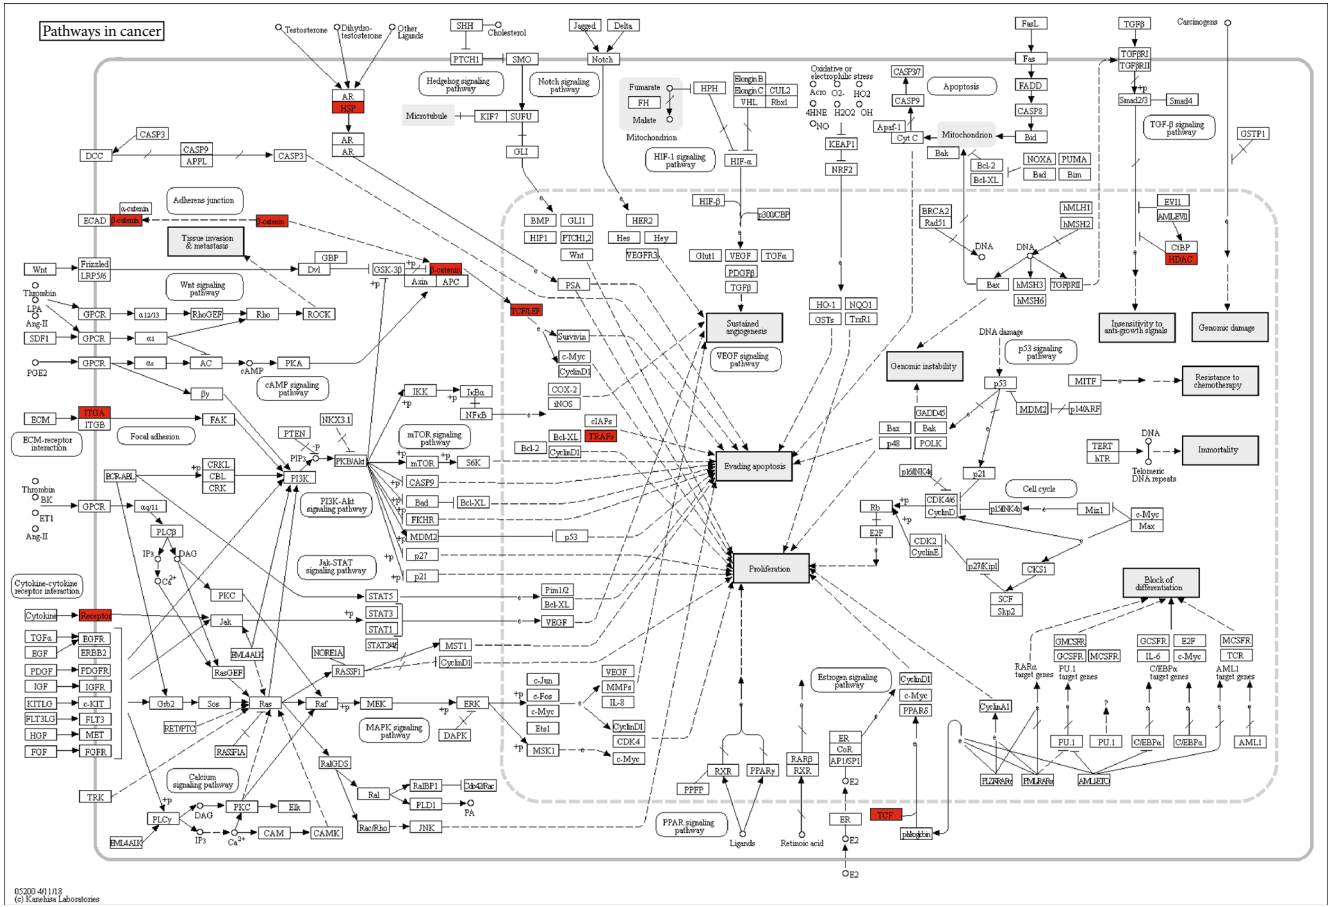 Pathways in cancer
Testosterone
Dihydro-
testosterone
Other
Ligands
SHH
Cholesterol
PTCH1
SMO
Hedgehog signaling
pathway
Jagged
Delta
Notch
Notch signaling
pathway
Microtubule
KIF7
SUFU
GLI
Fumarate
FH
Malate
Mitochondrion
HPH
Elongin B
Elongin C
CUL2
VHL
Rbx1
HIF-1 signaling
pathway
HIF-α
Oxidative or
electrophilic stress
Acro
O2-
HO2
4HNE
H2O2
OH
NO
KEAP1
NRF2
CASP3/7
CASP9
Apaf-1
Cyt C
Apoptosis
Mitochondrion
FasL
Fas
FADD
CASP8
Bid
Bak
Bcl-2
Bcl-XL
NOXA
PUMA
Bad
Bim
TGFβ
TGFβRI
TGFβRII
+p
Smad2/3
Smad4
TGF-β signaling
pathway
Carcinogens
GSTP1
AR
HSP
AR
AR
CASP3
DCC
CASP9
APPL
CASP3
Adherens junction
α-catenin
ECAD
β-catenin
β-catenin
Tissue invasion
& metastasis
Wnt
Frizzled
LRP5/6
Dvl
GBP
GSK-3β
+p
β-catenin
Axin
APC
+p
Wnt signaling
pathway
Thrombin
LPA
Ang-II
GPCR
α12/13
RhoGEF
Rho
ROCK
SDF1
GPCR
αi
PGE2
GPCR
αs
AC
cAMP
PKA
βγ
cAMP signaling
pathway
ECM
ITGA
ITGB
ECM-receptor
interaction
Focal adhesion
FAK
PTEN
NKX3.1
PIP3
-p
PI3K
PKB/Akt
BCR-ABL
CRKL
CBL
CRK
PI3K-Akt
signaling pathway
IKK
IκBα
NFκB
+p
+p
mTOR signaling
pathway
mTOR
S6K
+p
CASP9
+p
Bad
Bcl-XL
+p
FKHR
+p
MDM2
p53
+p
p27
+p
p21
Thrombin
BK
ET1
Ang-II
GPCR
αq/11
PLCβ
IP3
DAG
Ca2+
PKC
Jak-STAT
signaling pathway
Cytokine-cytokine
receptor interaction
Cytokine
Receptor
Jak
+p
STAT5
STAT3
STAT1
Pim1/2
Bcl-XL
VEGF
TGFα
EGFR
EGF
ERBB2
PDGF
PDGFR
IGF
IGFR
KITLG
c-KIT
FLT3LG
FLT3
HGF
MET
FGF
FGFR
TRK
EML4ALK
RasGEF
Grb2
Sos
Ras
Raf
RET/PTC
RASSF1A
NORE1A
RASSF1
MST1
CyclinD1
+p
MEK
+p
ERK
DAPK
MAPK signaling
pathway
+p
c-Jun
c-Fos
c-Myc
Ets1
+p
MSK1
VEGF
MMPs
IL-8
CyclinD1
CDK4
c-Myc
RalGDS
Ral
RalBP1
Cdc42/Rac
PLD1
PA
Rac/Rho
JNK
Calcium
signaling pathway
+p
PLCγ
DAG
IP3
Ca2+
PKC
Elk
CAM
CAMK
EML4ALK
BMP
GLI1
HIP1
PTCH1,2
Wnt
HER2
Hes
Hey
VEGFR3
HIF-β
p300/CBP
Glut1
VEGF
TGFα
PDGFβ
TGFβ
PSA
TCF/LEF
Survivin
c-Myc
CyclinD1
COX-2
iNOS
cIAPs
Bcl-XL
TRAFs
Bcl-2
CyclinD1
Sustained
angiogenesis
VEGF signaling
pathway
HO-1
NQO1
GSTs
TxrR1
Evading apoptosis
Proliferation
BRCA2
Rad51
DNA
DNA
hMLH1
hMSH2
Bax
hMSH3
TGFβRII
hMSH6
EVI1
AMLEVI1
CtBP
HDAC
Insensitivity to
anti-growth signals
Genomic damage
Genomic instability
DNA damage
p53
p53 signaling
pathway
MDM2
p14/ARF
MITF
Resistance to
chemotherapy
GADD45
Bax
Bak
p48
POLK
p21
TERT
hTR
DNA
Telomeric
DNA repeats
Immortality
p16INK4a
CDK4/6
CyclinD
p15INK4b
Cell cycle
Miz1
c-Myc
Max
Rb
+p
E2F
+p
CDK2
CyclinE
p27/Kip1
CKS1
SCF
Skp2
Block of
differentiation
GMCSFR
GCSFR
MCSFR
GCSFR
E2F
IL-6
c-Myc
MCSFR
TCR
RARα
target genes
PU.1
target genes
C/EBPα
target genes
AML1
target genes
?
PU.1
PU.1
C/EBPα
C/EBPα
AML1
PLZF-RARα
PML-RARα
AML1-ETO
CyclinA1
Estrogen signaling
pathway
CyclinD1
c-Myc
PPARδ
ER
CoR
AP1/SP1
E2
ER
E2
E2
TCF
RXR
PPARγ
PPFP
RARβ
RXR
PPAR signaling
pathway
Ligands
Retinoic acid
05200 4/11/18
(c) Kanehisa Laboratories